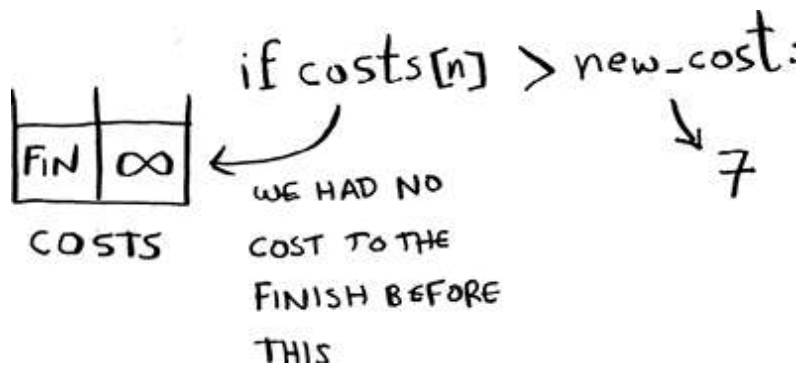 if costs[n] > new_cost:
FIN ∞
COSTS
WE HAD NO
COST TO THE
FINISH BEFORE
THIS
7